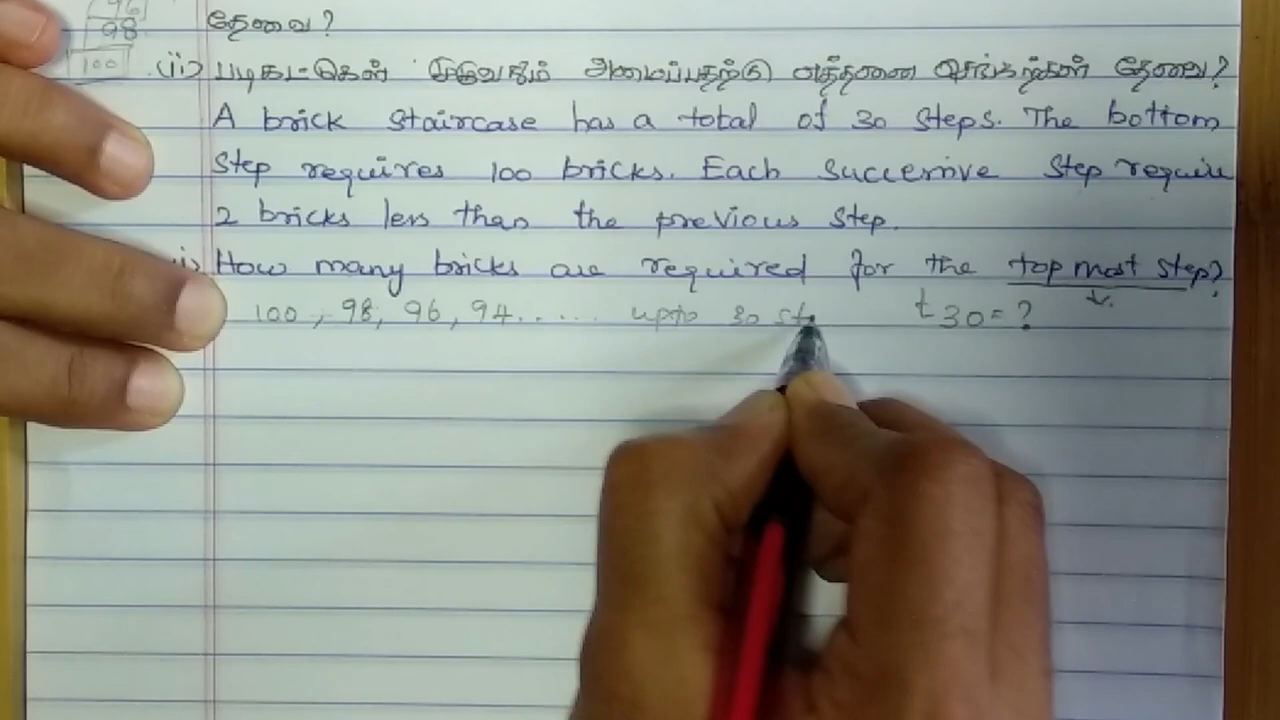 96
98
100
தேவை?
(ii) படிகட்டுகள் முழுவதும் அமைப்பதற்கு எத்தனை செங்கற்கள் தேவை?
A brick staircase has a total of 30 steps. The bottom
step requires 100 bricks. Each successive step require
2 bricks less than the previous step.
i) How many bricks are required for the top most step?
100, 98, 96, 94..... upto 30 st t30 = ?